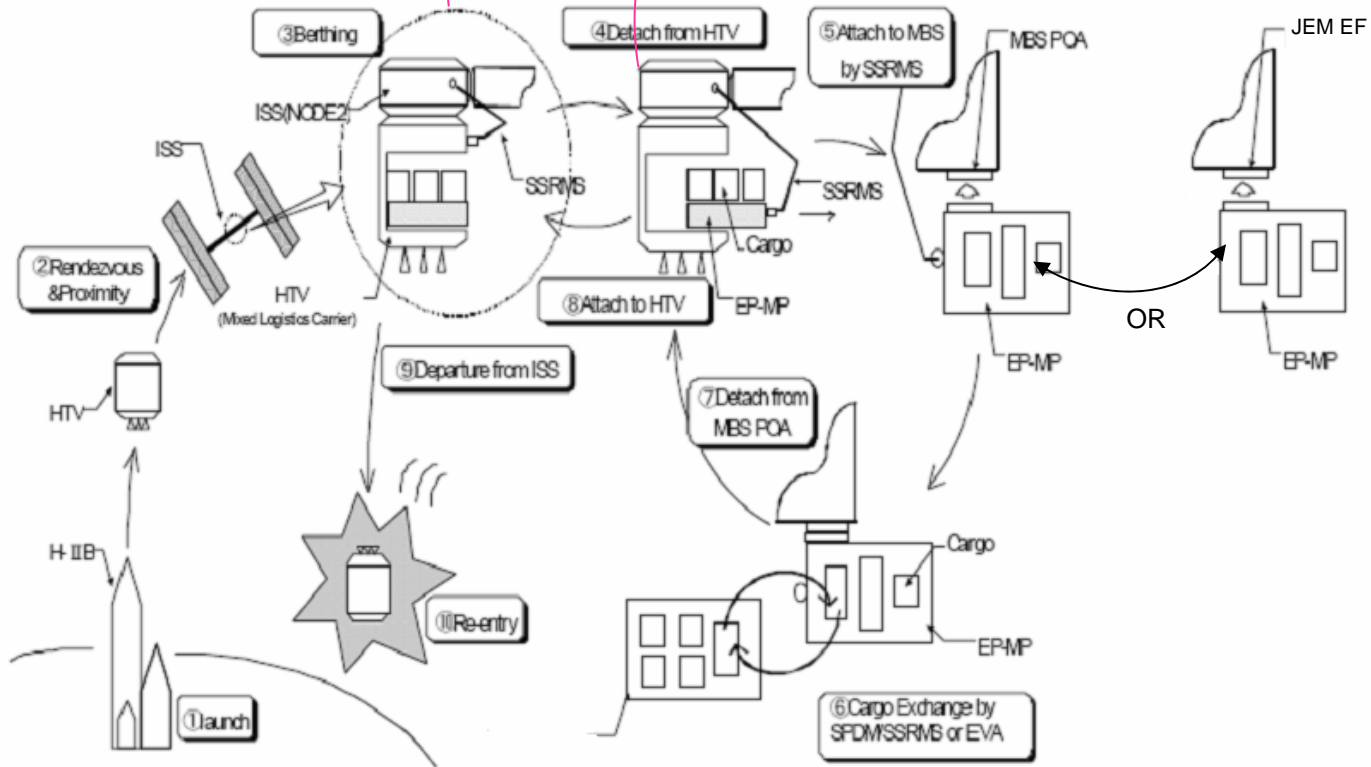 ③Berthing
④Detach from HTV
⑤Attach to MBS
by SSRMS
MBS POA
JEM EF
ISS(NODE2)
ISS
SSRMS
SSRMS
Cargo
②Rendezvous
&Proximity
HTV
(Mixed Logistics Carrier)
⑧Attach to HTV
EP-MP
OR
EP-MP
EP-MP
⑨Departure from ISS
HTV
⑦Detach from
MBS POA
H-IIB
Cargo
⑩Re-entry
EP-MP
①launch
⑥Cargo Exchange by
SPDM/SSRMS or EVA